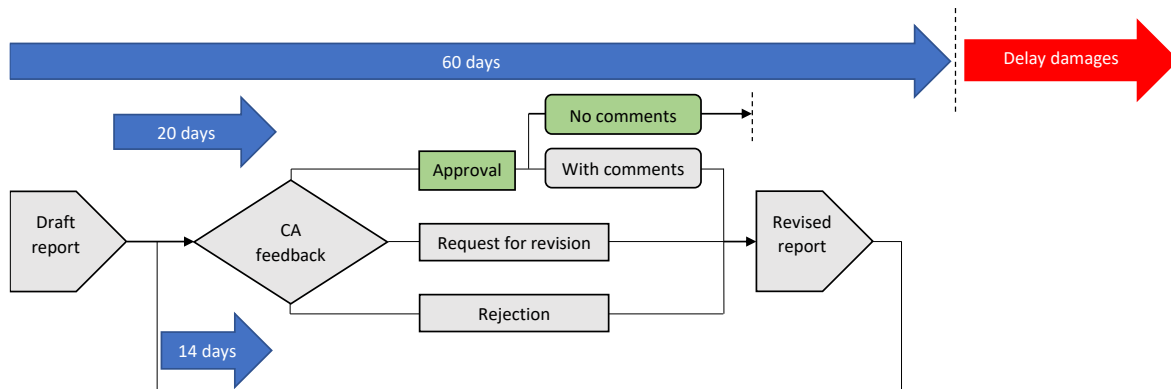 60 days
Delay damages
20 days
No comments
With comments
Approval
Draft
report
CA
feedback
Request for revision
Revised
report
Rejection
14 days